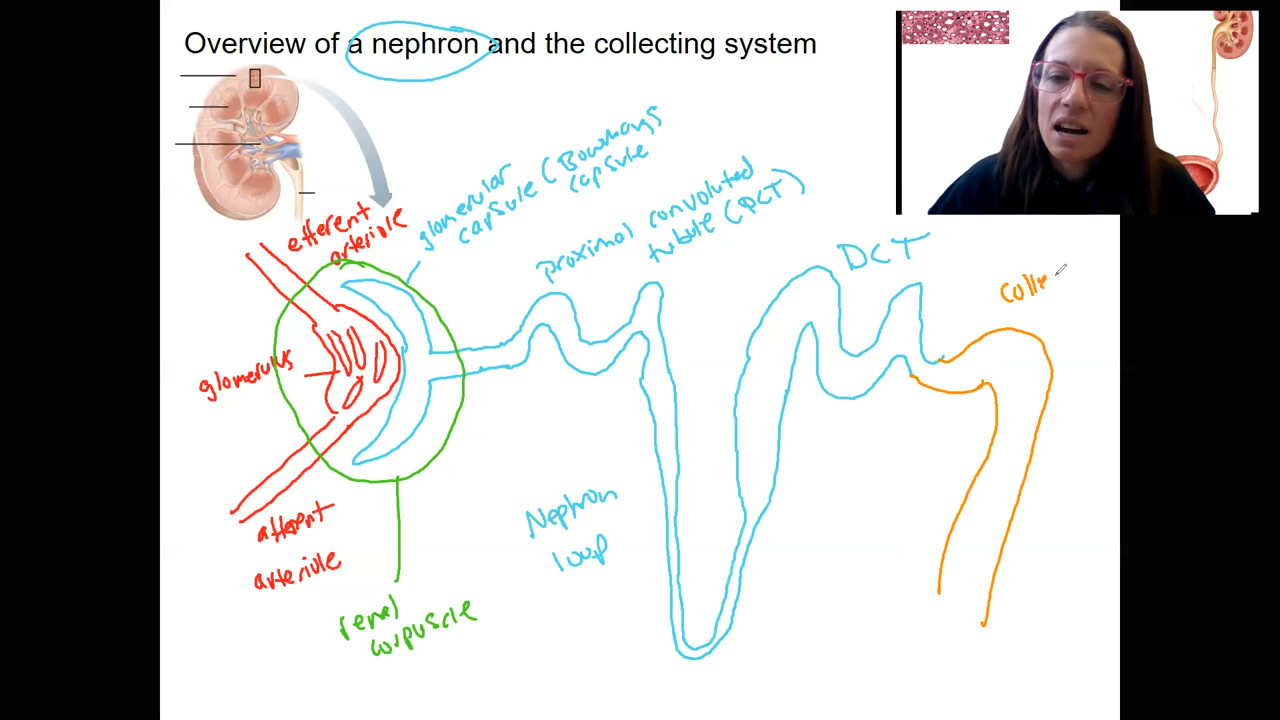 Overview of a nephron and the collecting system
efferent
arteriole
glomerular
capsule (Bowmans
capsule
proximal convoluted
tubule (PCT)
DCT
Colle
glomerulus
afferent
arteriole
renal
corpuscle
Nephron
loop